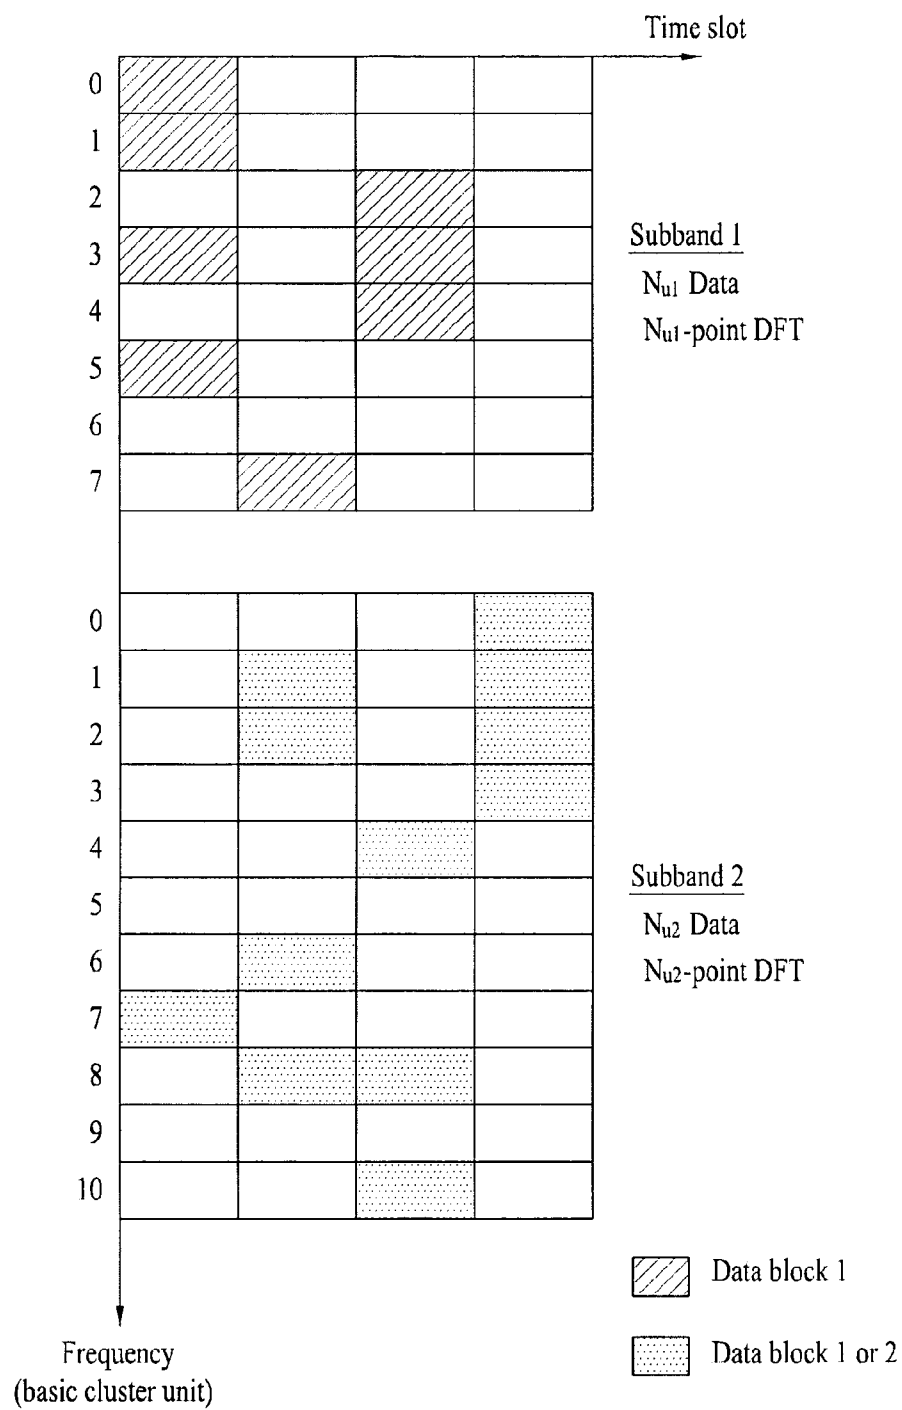 Time slot
0
1
2
3
4
5
6
7
Subband 1
Nu1 Data
Nu1-point DFT
0
1
2
3
4
5
6
7
8
9
10
Subband 2
Nu2 Data
Nu2-point DFT
Data block 1
Data block 1 or 2
Frequency
(basic cluster unit)